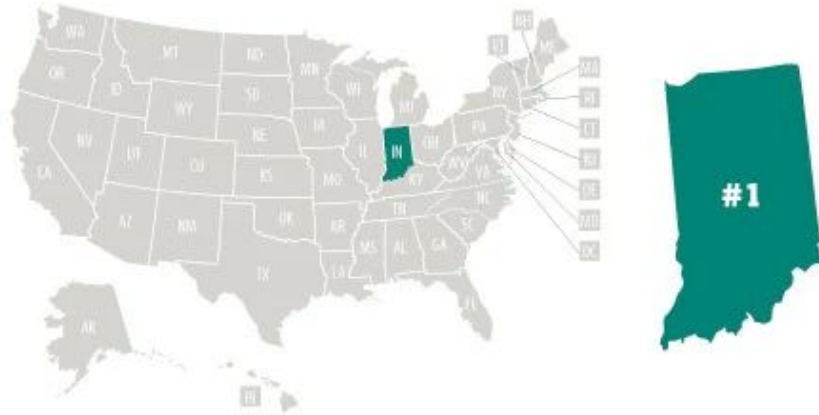 WA
MT
ND
MN
OR
ID
SD
WI
MI
NY
VT
NH
ME
MA
RI
CT
NJ
DE
MD
DC
WY
IA
NE
PA
NV
UT
CO
IL
IN
OH
WV
VA
CA
KS
MO
KY
NC
TN
SC
AZ
NM
OK
AR
MS
AL
GA
TX
LA
FL
AK
HI
#1